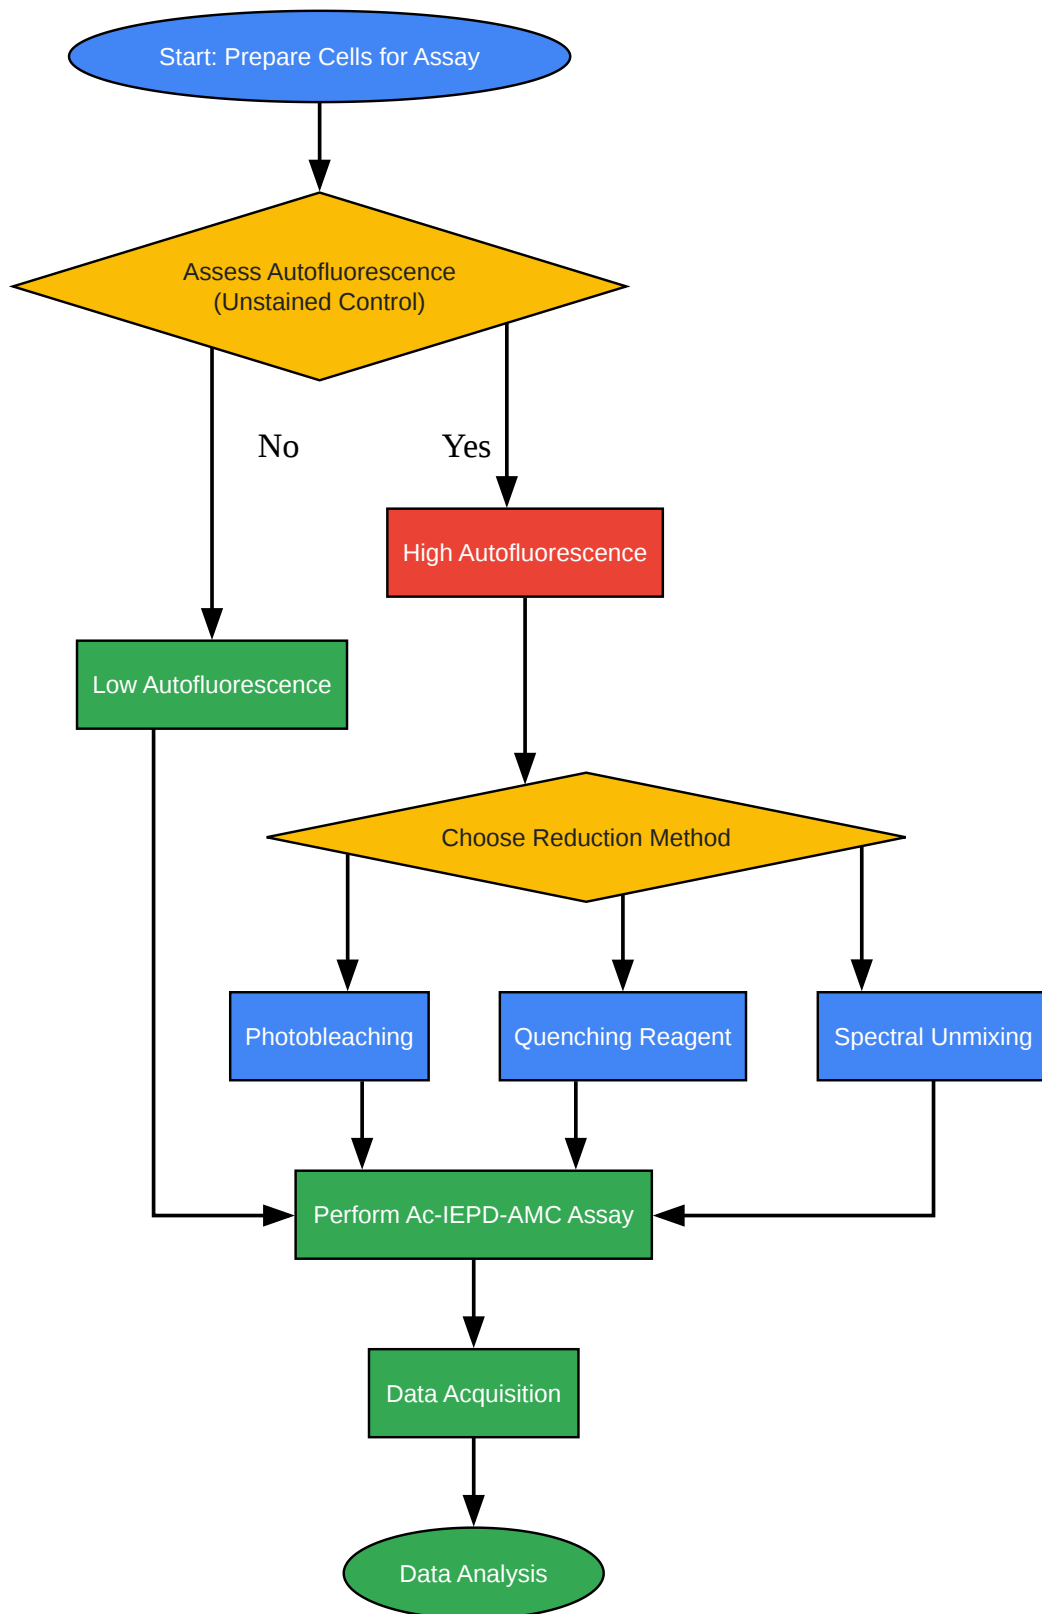 Start: Prepare Cells for Assay
Assess Autofluorescence
(Unstained Control)
No
Yes
High Autofluorescence
Low Autofluorescence
Choose Reduction Method
Photobleaching
Quenching Reagent
Spectral Unmixing
Perform Ac-IEPD-AMC Assay
Data Acquisition
Data Analysis